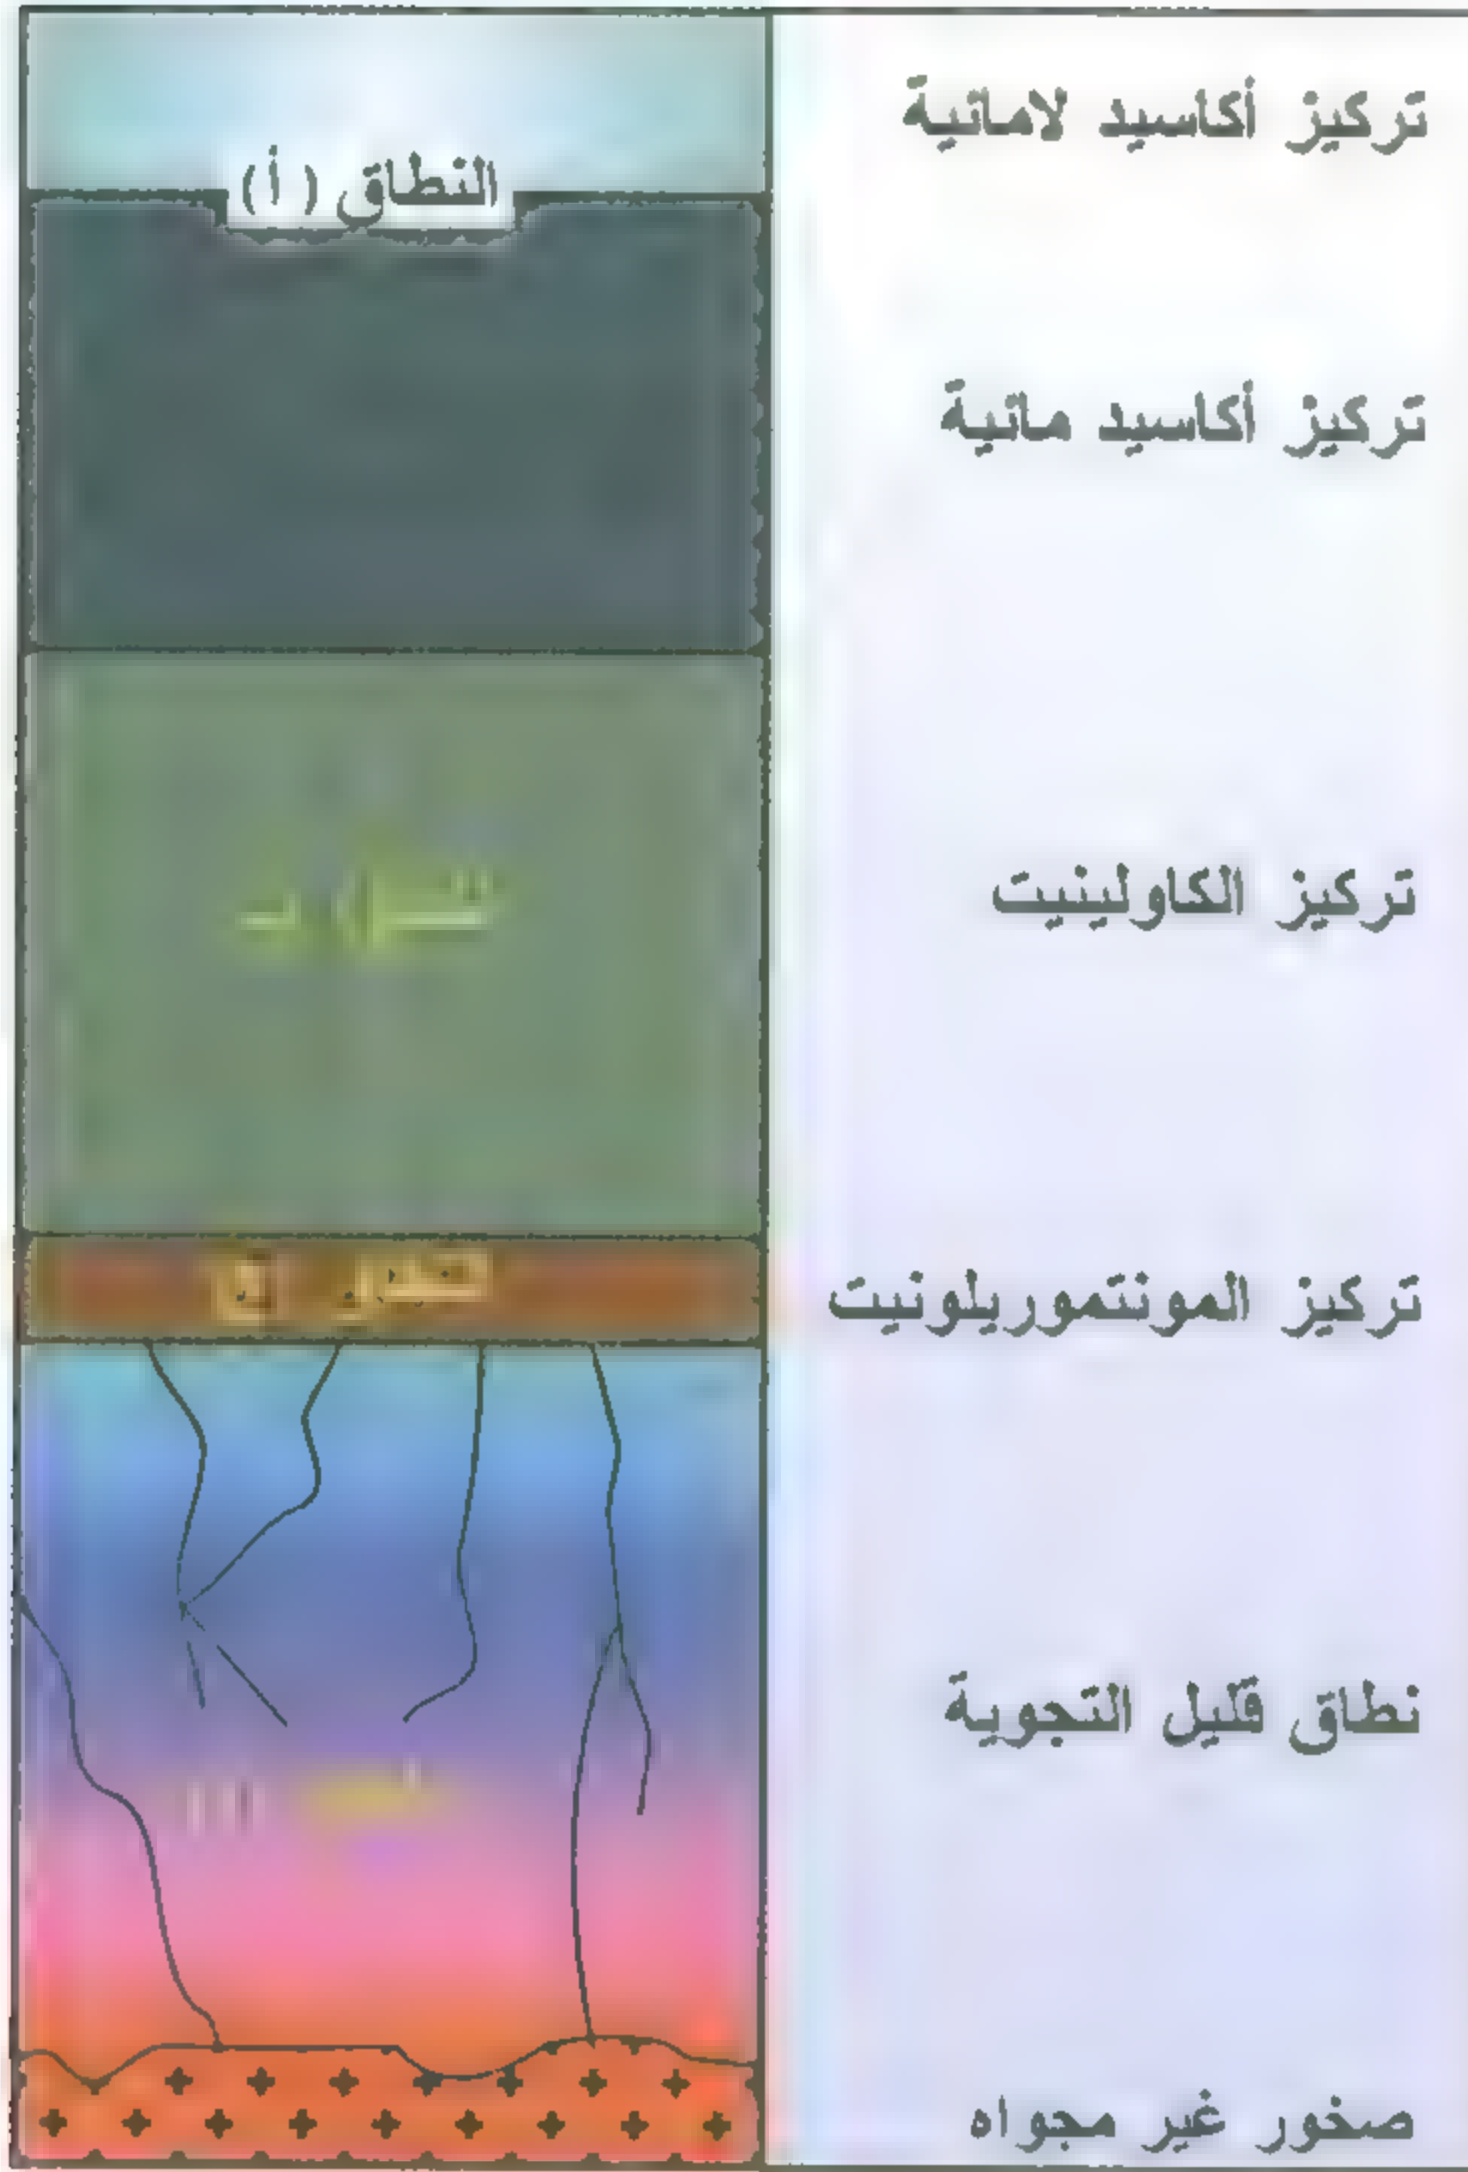 تركيز أكاسيد لامائية
النطاق ( أ )
تركيز أكاسيد مائية
تركيز الكاولينيت
تركيز المونتموريلونيت
نطاق قليل التجوية
صخور غير مجواه